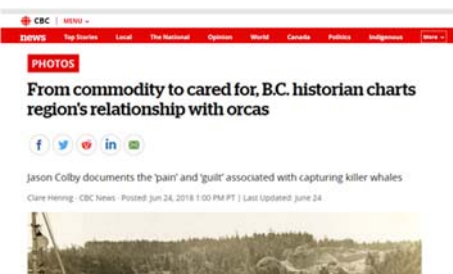 CBC | MENU
news Top Stories Local The National Opinion World Canada Politics Indigenous More
PHOTOS
From commodity to cared for, B.C. historian charts
region's relationship with orcas
Jason Colby documents the 'pain' and 'guilt' associated with capturing killer whales
Clare Hennig · CBC News · Posted: Jun 24, 2018 1:00 PM PT | Last Updated: June 24